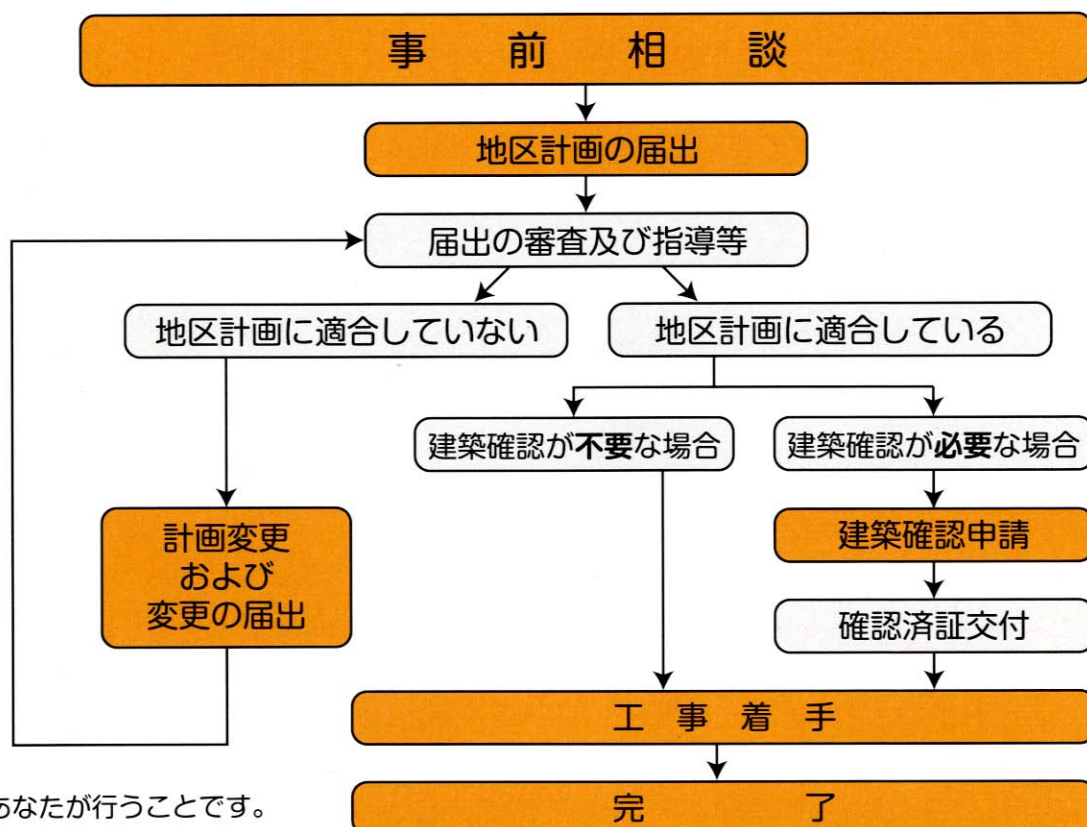 事前相談
地区計画の届出
届出の審査及び指導等
地区計画に適合していない
地区計画に適合している
建築確認が不要な場合
建築確認が必要な場合
計画変更
および
変更の届出
建築確認申請
確認済証交付
工事着手
完了
あなたが行うことです。